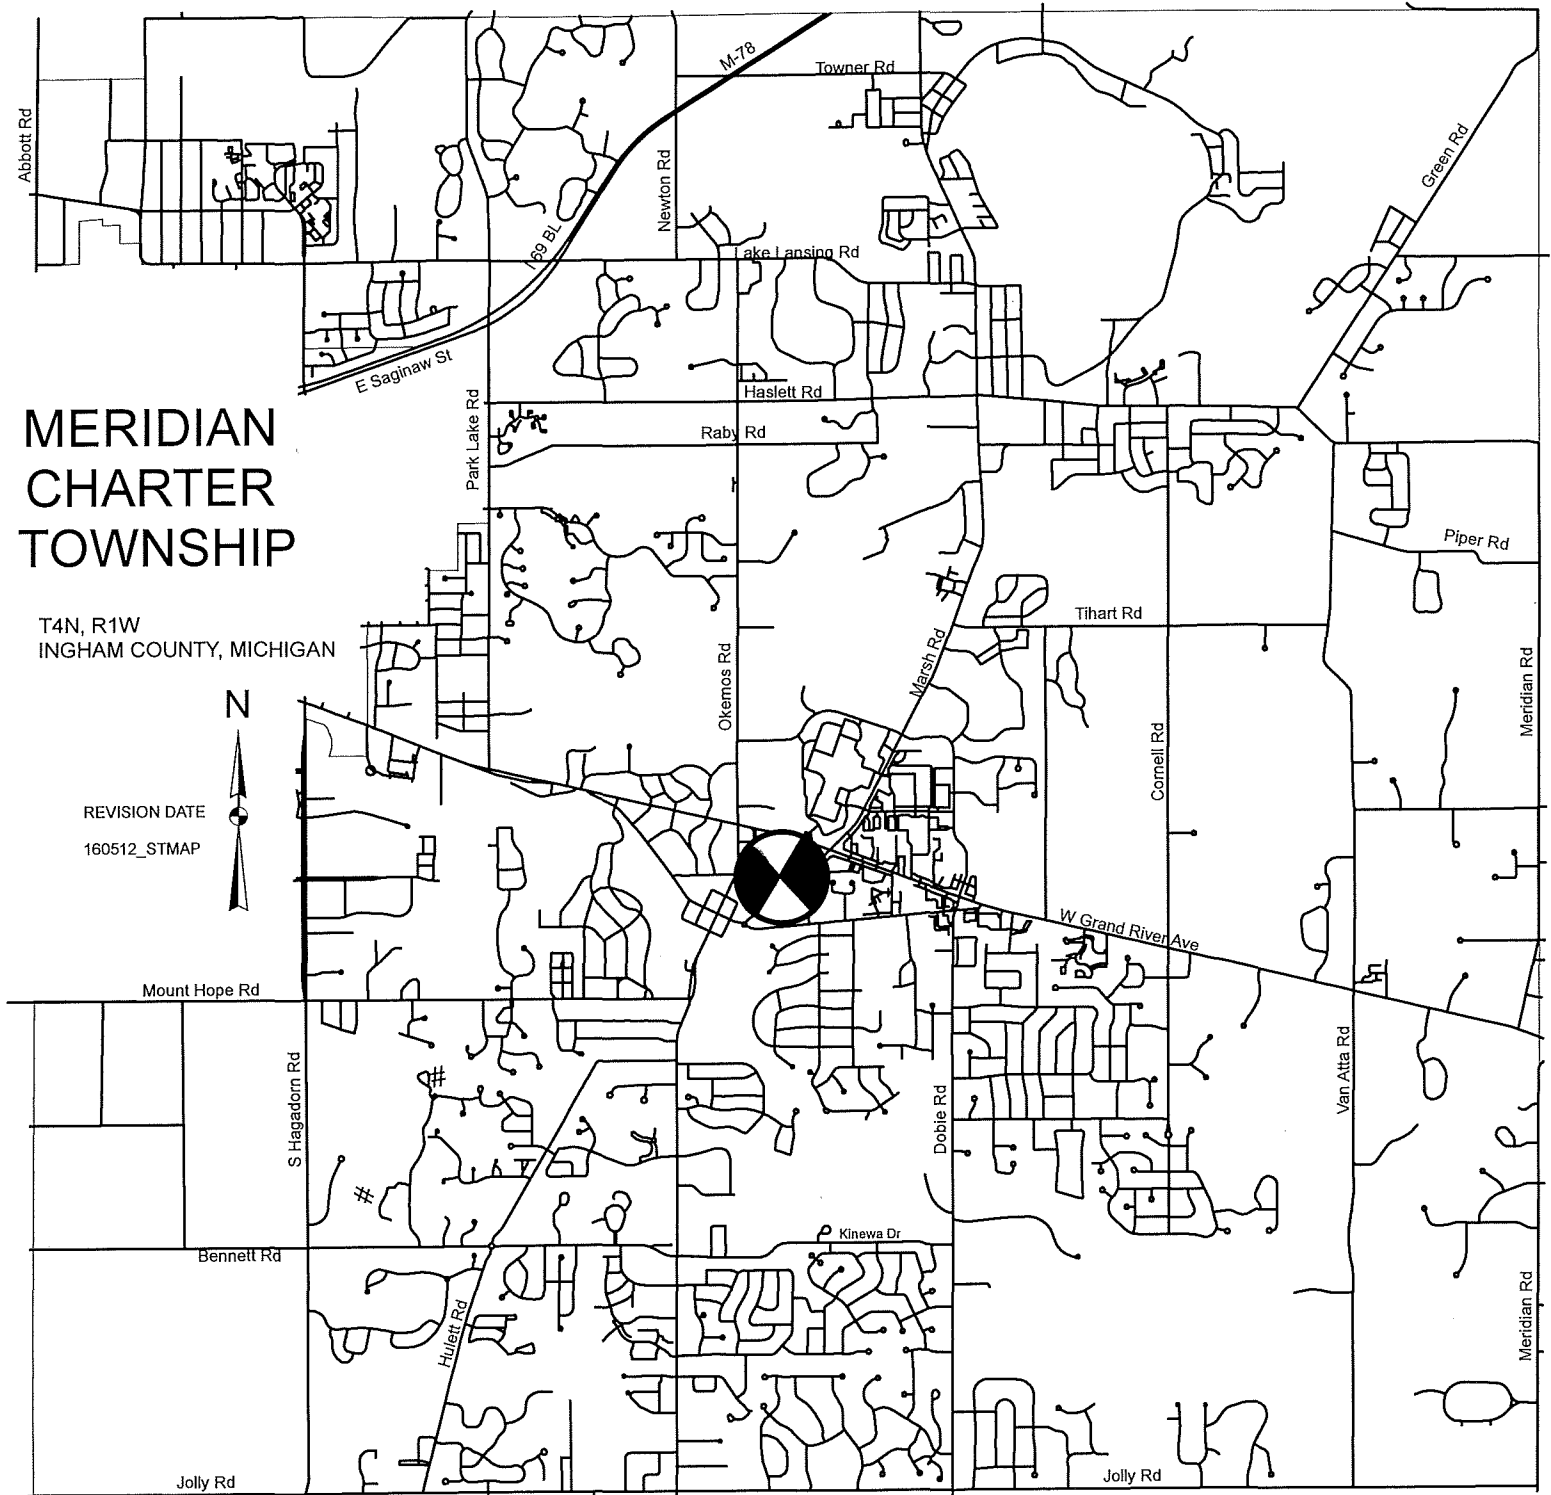 M-78
Towner Rd
Abbott Rd
Newton Rd
Green Rd
I 69 BL
Lake Lansing Rd
E Saginaw St
Park Lake Rd
Haslett Rd
Raby Rd
MERIDIAN
CHARTER
TOWNSHIP
T4N, R1W
INGHAM COUNTY, MICHIGAN
Piper Rd
Tihart Rd
Marsh Rd
Okemos Rd
Meridian Rd
Cornell Rd
N
REVISION DATE
160512_STMAP
W Grand River Ave
Mount Hope Rd
S Hagadorn Rd
Dobie Rd
Van Atta Rd
#
#
Kinewa Dr
Bennett Rd
Hulett Rd
Meridian Rd
Jolly Rd
Jolly Rd